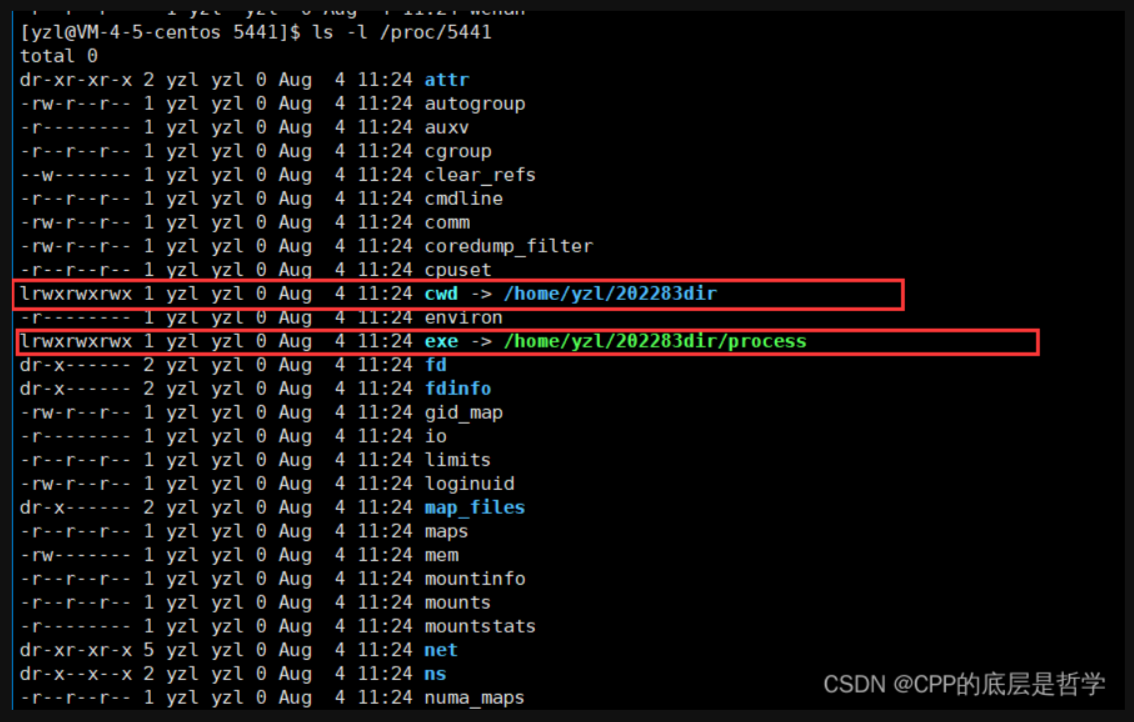 [yzl@VM-4-5-centos 5441]$ ls -l /proc/5441
total 0
dr-xr-xr-x 2 yzl yzl 0 Aug  4 11:24 attr
-rw-r--r-- 1 yzl yzl 0 Aug  4 11:24 autogroup
-r-------- 1 yzl yzl 0 Aug  4 11:24 auxv
-r--r--r-- 1 yzl yzl 0 Aug  4 11:24 cgroup
--w------- 1 yzl yzl 0 Aug  4 11:24 clear_refs
-r--r--r-- 1 yzl yzl 0 Aug  4 11:24 cmdline
-rw-r--r-- 1 yzl yzl 0 Aug  4 11:24 comm
-rw-r--r-- 1 yzl yzl 0 Aug  4 11:24 coredump_filter
-r--r--r-- 1 yzl yzl 0 Aug  4 11:24 cpuset
lrwxrwxrwx 1 yzl yzl 0 Aug  4 11:24 cwd -> /home/yzl/202283dir
-r-------- 1 yzl yzl 0 Aug  4 11:24 environ
lrwxrwxrwx 1 yzl yzl 0 Aug  4 11:24 exe -> /home/yzl/202283dir/process
dr-x------ 2 yzl yzl 0 Aug  4 11:24 fd
dr-x------ 2 yzl yzl 0 Aug  4 11:24 fdinfo
-rw-r--r-- 1 yzl yzl 0 Aug  4 11:24 gid_map
-r-------- 1 yzl yzl 0 Aug  4 11:24 io
-r--r--r-- 1 yzl yzl 0 Aug  4 11:24 limits
-rw-r--r-- 1 yzl yzl 0 Aug  4 11:24 loginuid
dr-x------ 2 yzl yzl 0 Aug  4 11:24 map_files
-r--r--r-- 1 yzl yzl 0 Aug  4 11:24 maps
-rw------- 1 yzl yzl 0 Aug  4 11:24 mem
-r--r--r-- 1 yzl yzl 0 Aug  4 11:24 mountinfo
-r--r--r-- 1 yzl yzl 0 Aug  4 11:24 mounts
-r-------- 1 yzl yzl 0 Aug  4 11:24 mountstats
dr-xr-xr-x 5 yzl yzl 0 Aug  4 11:24 net
dr-x--x--x 2 yzl yzl 0 Aug  4 11:24 ns
-r--r--r-- 1 yzl yzl 0 Aug  4 11:24 numa_maps
CSDN @CPP的底层是哲学